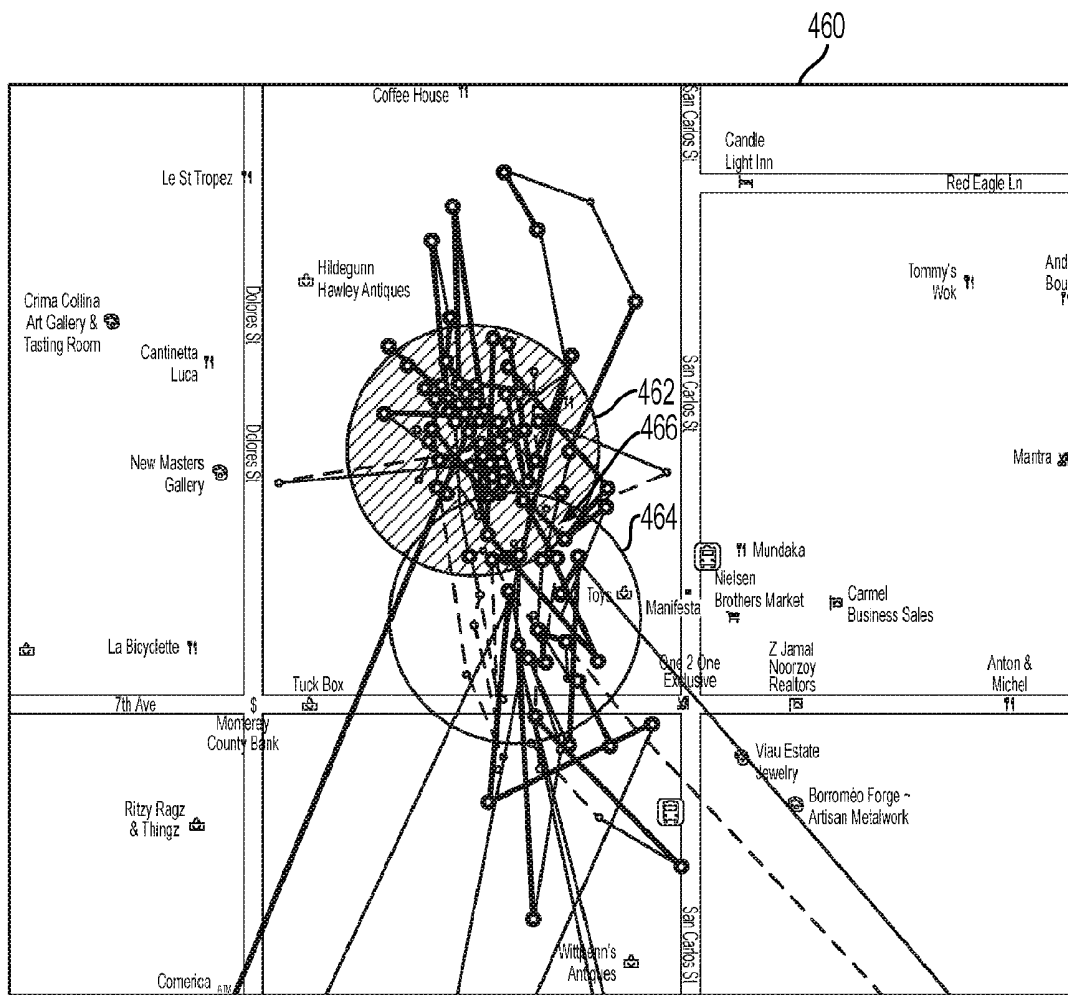 460
Coffee House
San Carlos St
Candle
Light Inn
Le St Tropez
Red Eagle Ln
Hildegunn
Hawley Antiques
Tommy's
Wok
And
Bou
Crima Collina
Art Gallery &
Tasting Room
Dolores St
Cantinetta
Luca
San Carlos St
462
466
Dolores St
New Masters
Gallery
Mantra
464
Mundaka
Nielsen
Brothers Market
Toys
Manifesta
Carmel
Business Sales
La Bicyclette
One 2 One
Exclusive
Z Jamal
Noorzoy
Realtors
Anton &
Michel
Tuck Box
7th Ave
$
Monterey
County Bank
Viau Estate
Jewelry
Borroméo Forge ~
Artisan Metalwork
Ritzy Ragz
& Thingz
San Carlos St
Wittpenn's
Antiques
Comerica
ATM